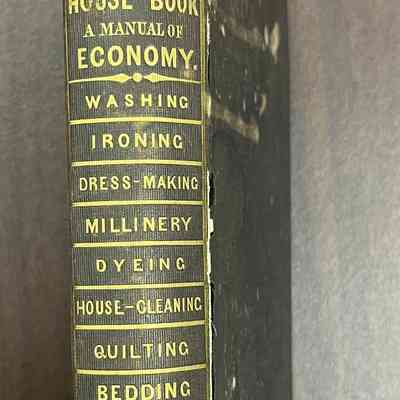 HOUSE BOOK
A MANUAL OF
ECONOMY.
WASHING
IRONING
DRESS-MAKING
MILLINERY
DYEING
HOUSE-CLEANING
QUILTING
BEDDING